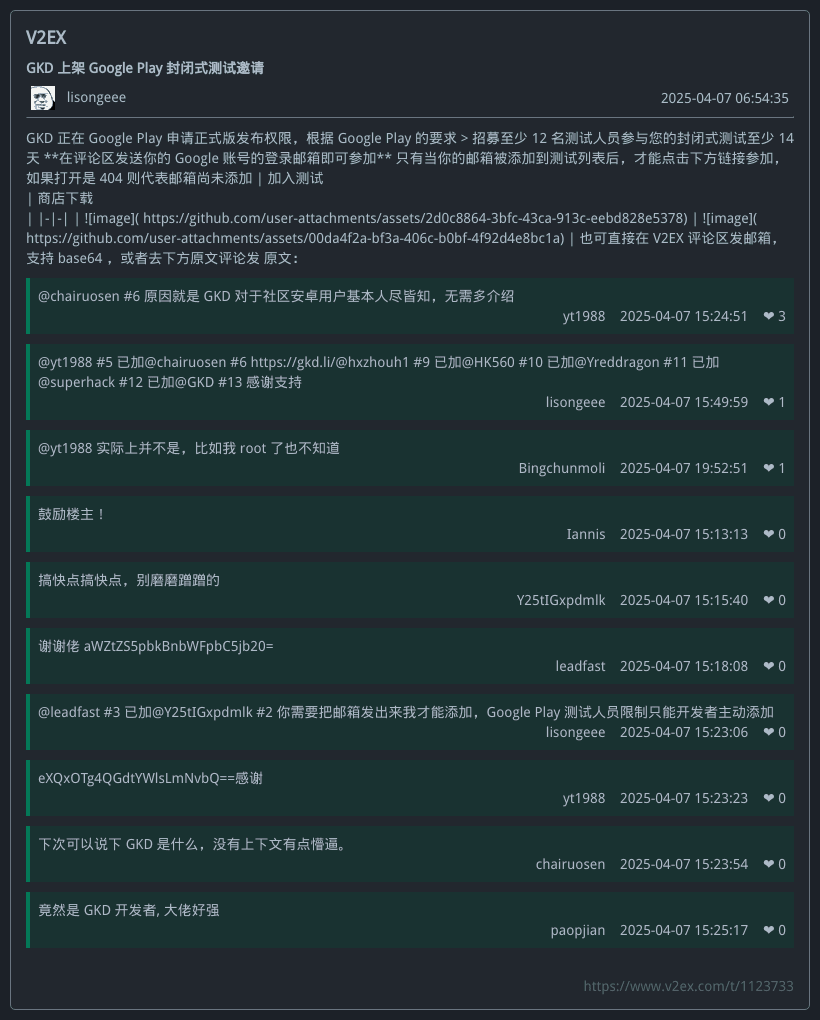 V2EX
GKD 上架 Google Play 封闭式测试邀请
lisongeee 2025-04-07 06:54:35
GKD 正在 Google Play 申请正式版发布权限，根据 Google Play 的要求 > 招募至少 12 名测试人员参与您的封闭式测试至少 14
天 **在评论区发送你的 Google 账号的登录邮箱即可参加** 只有当你的邮箱被添加到测试列表后，才能点击下方链接参加，
如果打开是 404 则代表邮箱尚未添加 | 加入测试
| 商店下载
| |-|-| | ![image]( https://github.com/user-attachments/assets/2d0c8864-3bfc-43ca-913c-eebd828e5378) | ![image](
https://github.com/user-attachments/assets/00da4f2a-bf3a-406c-b0bf-4f92d4e8bc1a) | 也可直接在 V2EX 评论区发邮箱，
支持 base64 ，或者去下方原文评论发 原文：
@chairuosen #6 原因就是 GKD 对于社区安卓用户基本人尽皆知，无需多介绍
yt1988 2025-04-07 15:24:51 ❤ 3
@yt1988 #5 已加@chairuosen #6 https://gkd.li/@hxzhouh1 #9 已加@HK560 #10 已加@Yreddragon #11 已加
@superhack #12 已加@GKD #13 感谢支持
lisongeee 2025-04-07 15:49:59 ❤ 1
@yt1988 实际上并不是，比如我 root 了也不知道
Bingchunmoli 2025-04-07 19:52:51 ❤ 1
鼓励楼主！
Iannis 2025-04-07 15:13:13 ❤ 0
搞快点搞快点，别磨磨蹭蹭的
Y25tIGxpdmlk 2025-04-07 15:15:40 ❤ 0
谢谢佬 aWZtZS5pbkBnbWFpbC5jb20=
leadfast 2025-04-07 15:18:08 ❤ 0
@leadfast #3 已加@Y25tIGxpdmlk #2 你需要把邮箱发出来我才能添加，Google Play 测试人员限制只能开发者主动添加
lisongeee 2025-04-07 15:23:06 ❤ 0
eXQxOTg4QGdtYWlsLmNvbQ==感谢
yt1988 2025-04-07 15:23:23 ❤ 0
下次可以说下 GKD 是什么，没有上下文有点懵逼。
chairuosen 2025-04-07 15:23:54 ❤ 0
竟然是 GKD 开发者, 大佬好强
paopjian 2025-04-07 15:25:17 ❤ 0
https://www.v2ex.com/t/1123733